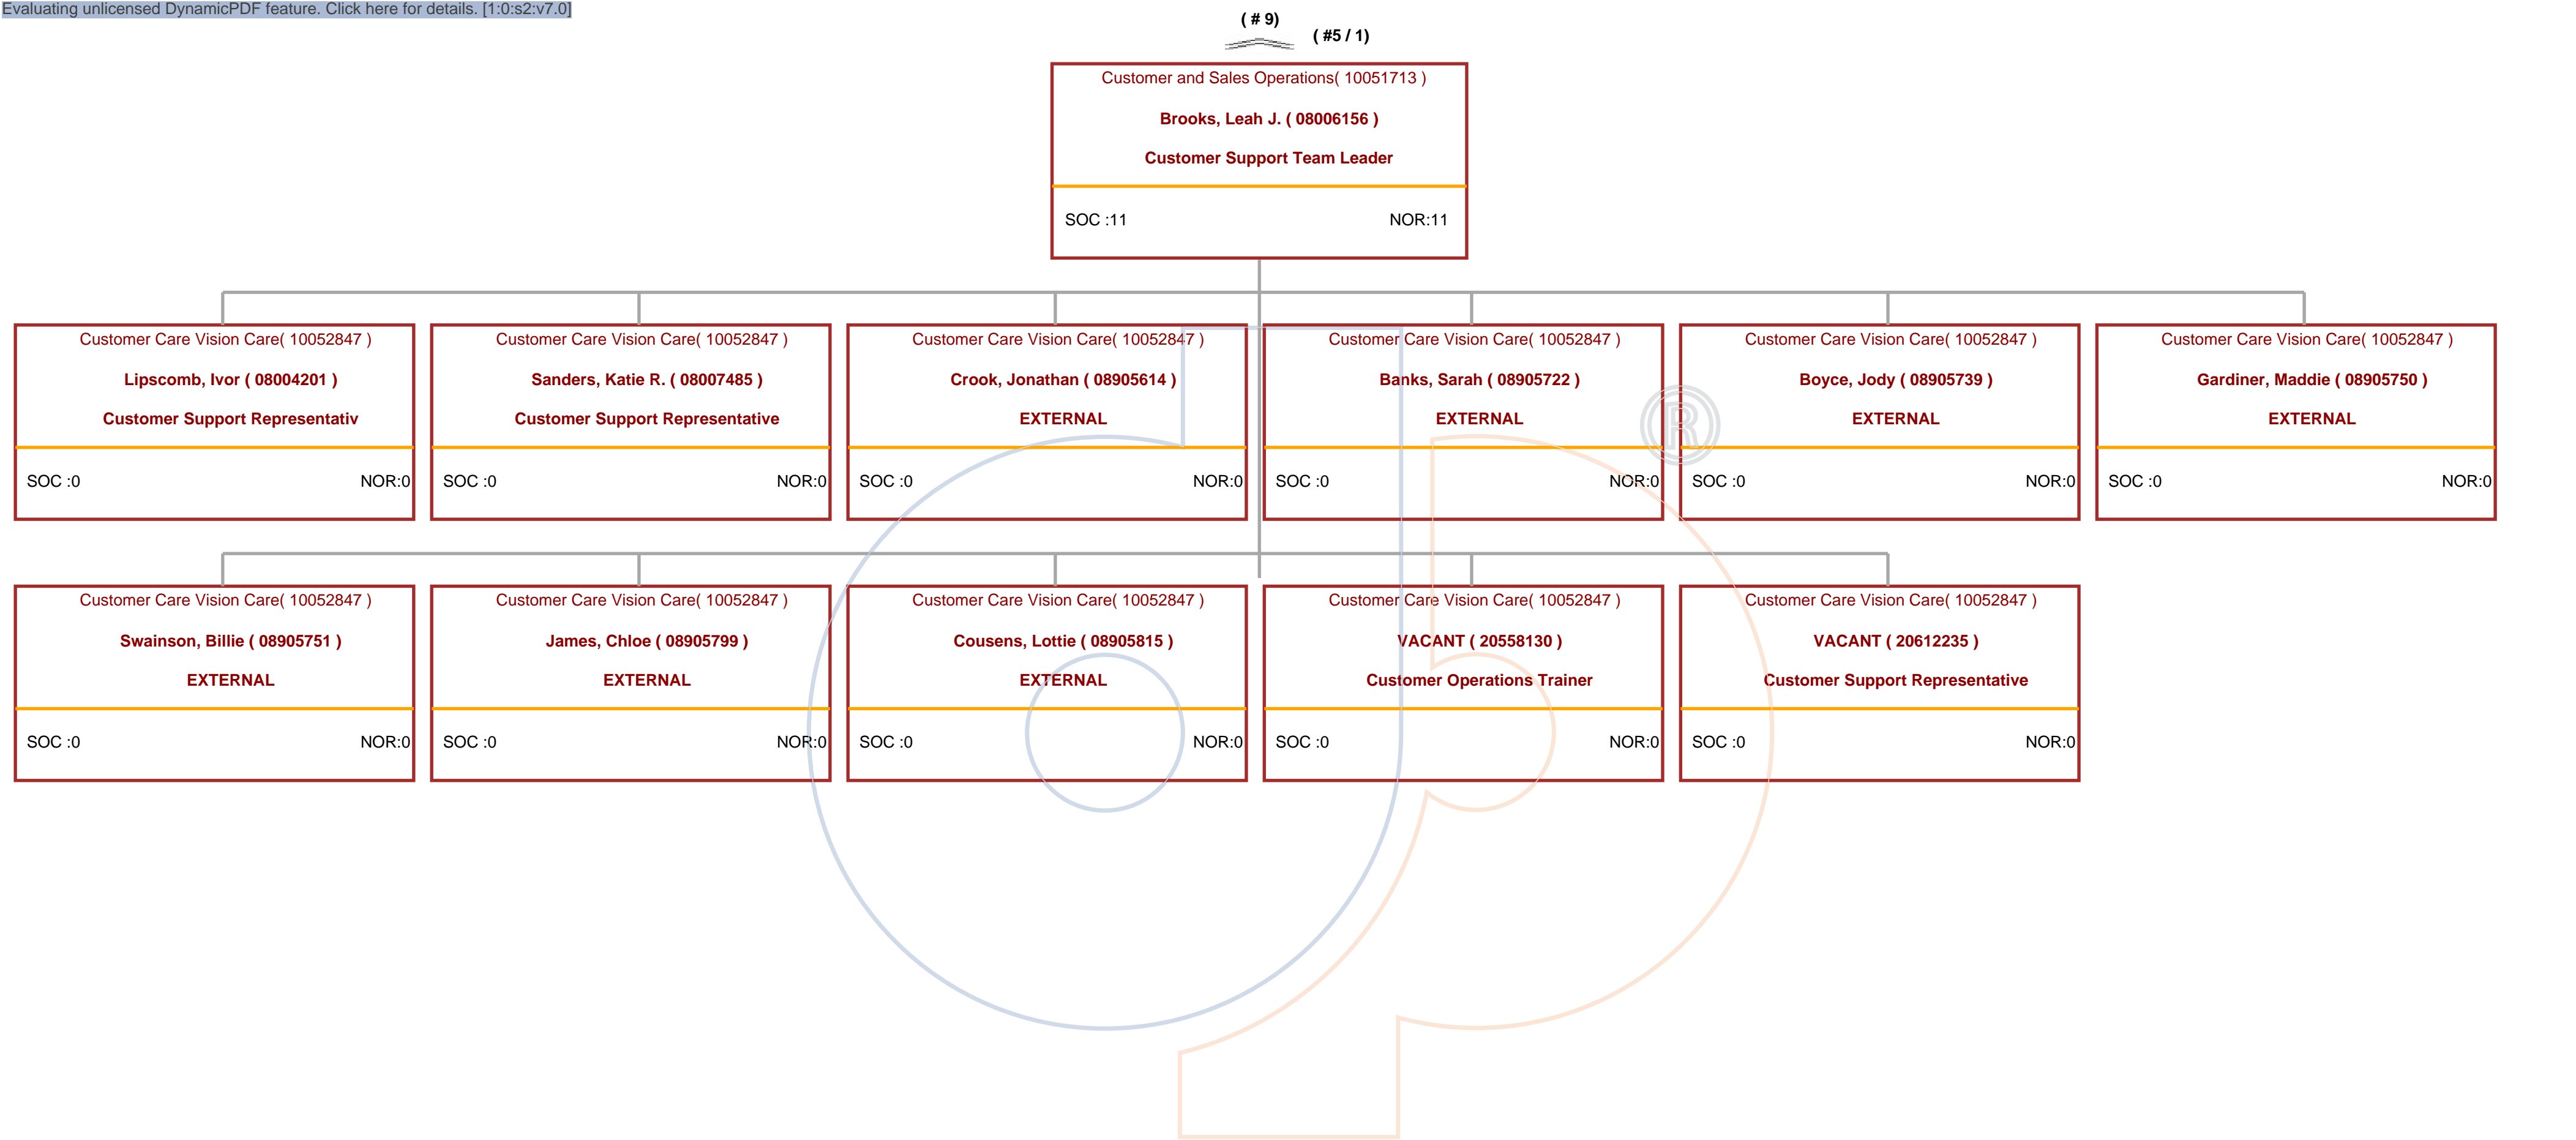 Evaluating unlicensed DynamicPDF feature. Click here for details. [1:0:s2:v7.0]
( # 9)
( #5 / 1)
Customer and Sales Operations( 10051713 )
Brooks, Leah J. ( 08006156 )
Customer Support Team Leader
SOC :11 NOR:11
Customer Care Vision Care( 10052847 )
Lipscomb, Ivor ( 08004201 )
Customer Support Representativ
SOC :0 NOR:0
Customer Care Vision Care( 10052847 )
Sanders, Katie R. ( 08007485 )
Customer Support Representative
SOC :0 NOR:0
Customer Care Vision Care( 10052847 )
Crook, Jonathan ( 08905614 )
EXTERNAL
SOC :0 NOR:0
Customer Care Vision Care( 10052847 )
Banks, Sarah ( 08905722 )
EXTERNAL
SOC :0 NOR:0
Customer Care Vision Care( 10052847 )
Boyce, Jody ( 08905739 )
EXTERNAL
SOC :0 NOR:0
Customer Care Vision Care( 10052847 )
Gardiner, Maddie ( 08905750 )
EXTERNAL
SOC :0 NOR:0
Customer Care Vision Care( 10052847 )
Swainson, Billie ( 08905751 )
EXTERNAL
SOC :0 NOR:0
Customer Care Vision Care( 10052847 )
James, Chloe ( 08905799 )
EXTERNAL
SOC :0 NOR:0
Customer Care Vision Care( 10052847 )
Cousens, Lottie ( 08905815 )
EXTERNAL
SOC :0 NOR:0
Customer Care Vision Care( 10052847 )
VACANT ( 20558130 )
Customer Operations Trainer
SOC :0 NOR:0
Customer Care Vision Care( 10052847 )
VACANT ( 20612235 )
Customer Support Representative
SOC :0 NOR:0
®